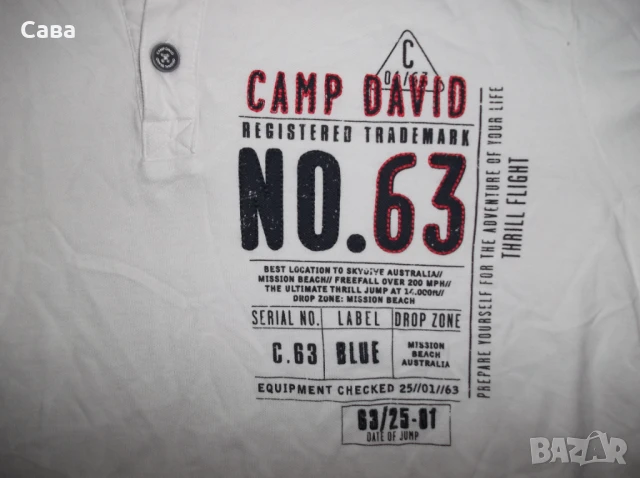 Caba
C
01/63
CAMP DAVID
REGISTERED TRADEMARK
NO.63
BEST LOCATION TO SKYDIVE AUSTRALIA//
MISSION BEACH// FREEFALL OVER 200 MPH//
THE ULTIMATE THRILL JUMP AT 14.000ft//
DROP ZONE: MISSION BEACH
SERIAL NO. LABEL DROP ZONE
C.63 BLUE MISSION
BEACH
AUSTRALIA
EQUIPMENT CHECKED 25//01//63
63/25-01
DATE OF JUMP
PREPARE YOURSELF FOR THE ADVENTURE OF YOUR LIFE
THRILL FLIGHT
BAZAR